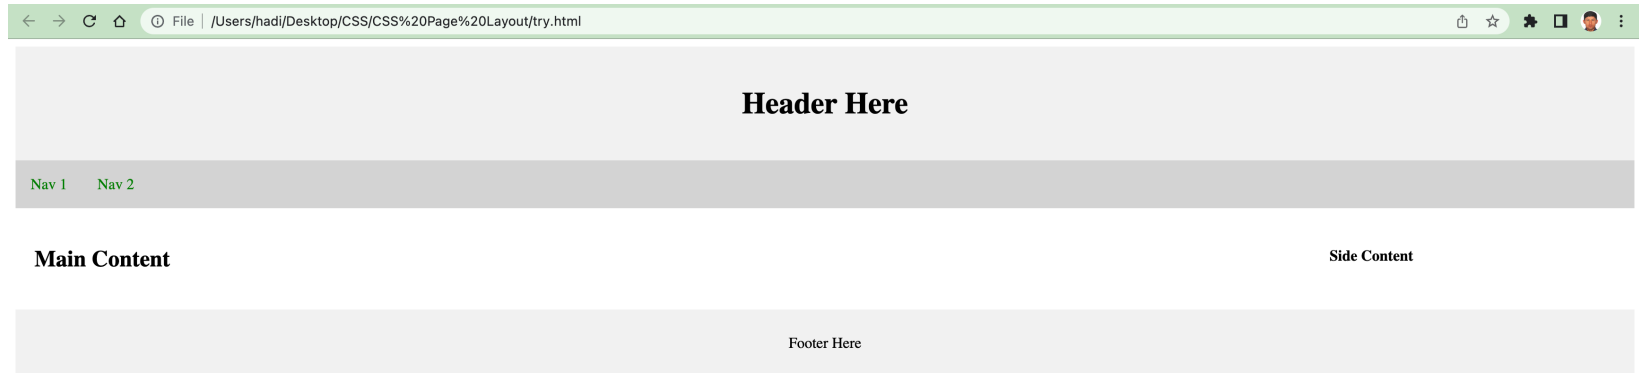 File /Users/hadi/Desktop/CSS/CSS%20Page%20Layout/try.html
Header Here
Nav 1 Nav 2
Main Content Side Content
Footer Here